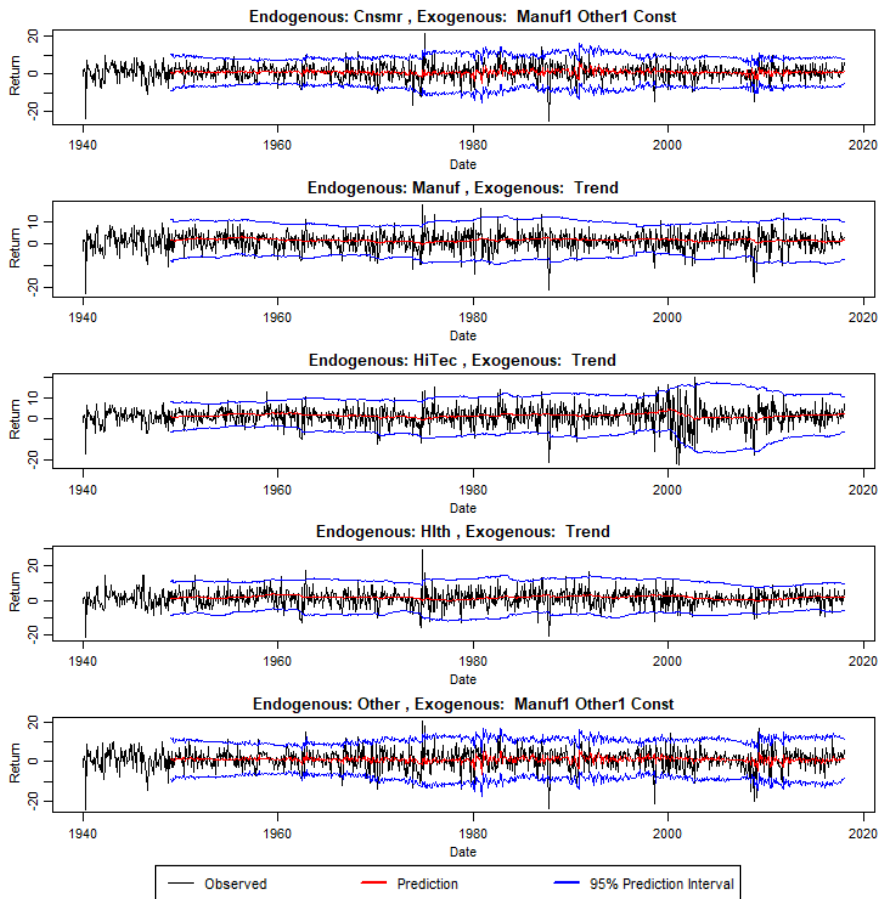 Endogenous: Cnsmr , Exogenous:  Manuf1 Other1 Const
Return
20
0
-20
1940 1960 1980 2000 2020
Date
Endogenous: Manuf , Exogenous:  Trend
Return
10
0
-20
1940 1960 1980 2000 2020
Date
Endogenous: HiTec , Exogenous:  Trend
Return
10
0
-20
1940 1960 1980 2000 2020
Date
Endogenous: Hlth , Exogenous:  Trend
Return
20
0
-20
1940 1960 1980 2000 2020
Date
Endogenous: Other , Exogenous:  Manuf1 Other1 Const
Return
20
0
-20
1940 1960 1980 2000 2020
Date
Observed Prediction 95% Prediction Interval